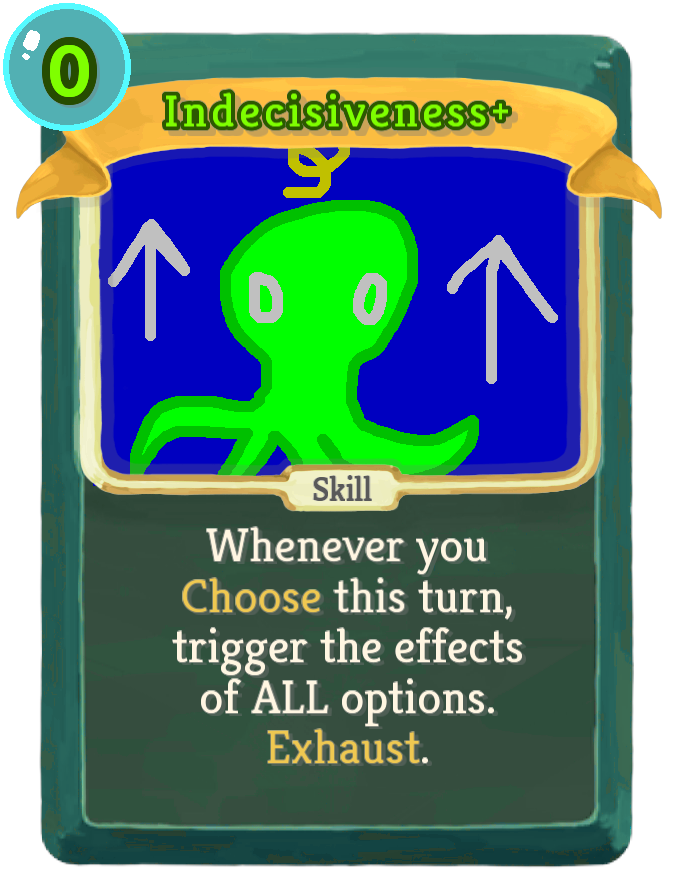 0
Indecisiveness+
Skill
Whenever you
Choose this turn,
trigger the effects
of ALL options.
Exhaust.